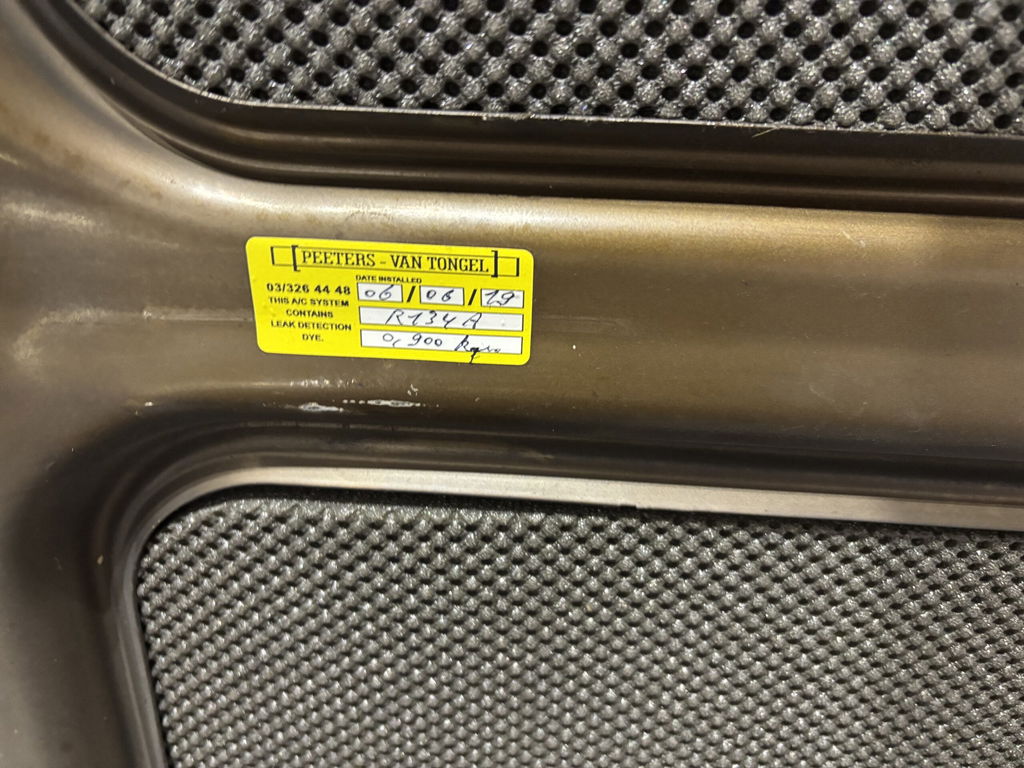 PEETERS - VAN TONGEL
DATE INSTALLED
03/326 44 48
06 / 06 / 19
THIS A/C SYSTEM
CONTAINS
LEAK DETECTION
DYE.
R134A
0,900